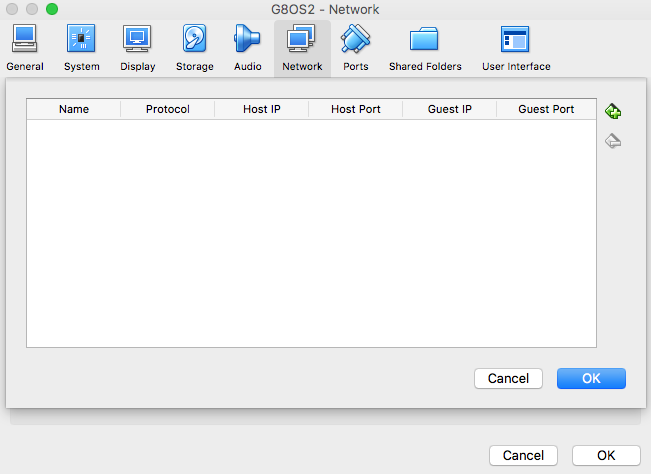 G8OS2 - Network
General System Display Storage Audio Network Ports Shared Folders User Interface
Name Protocol Host IP Host Port Guest IP Guest Port
Cancel OK
Cancel OK